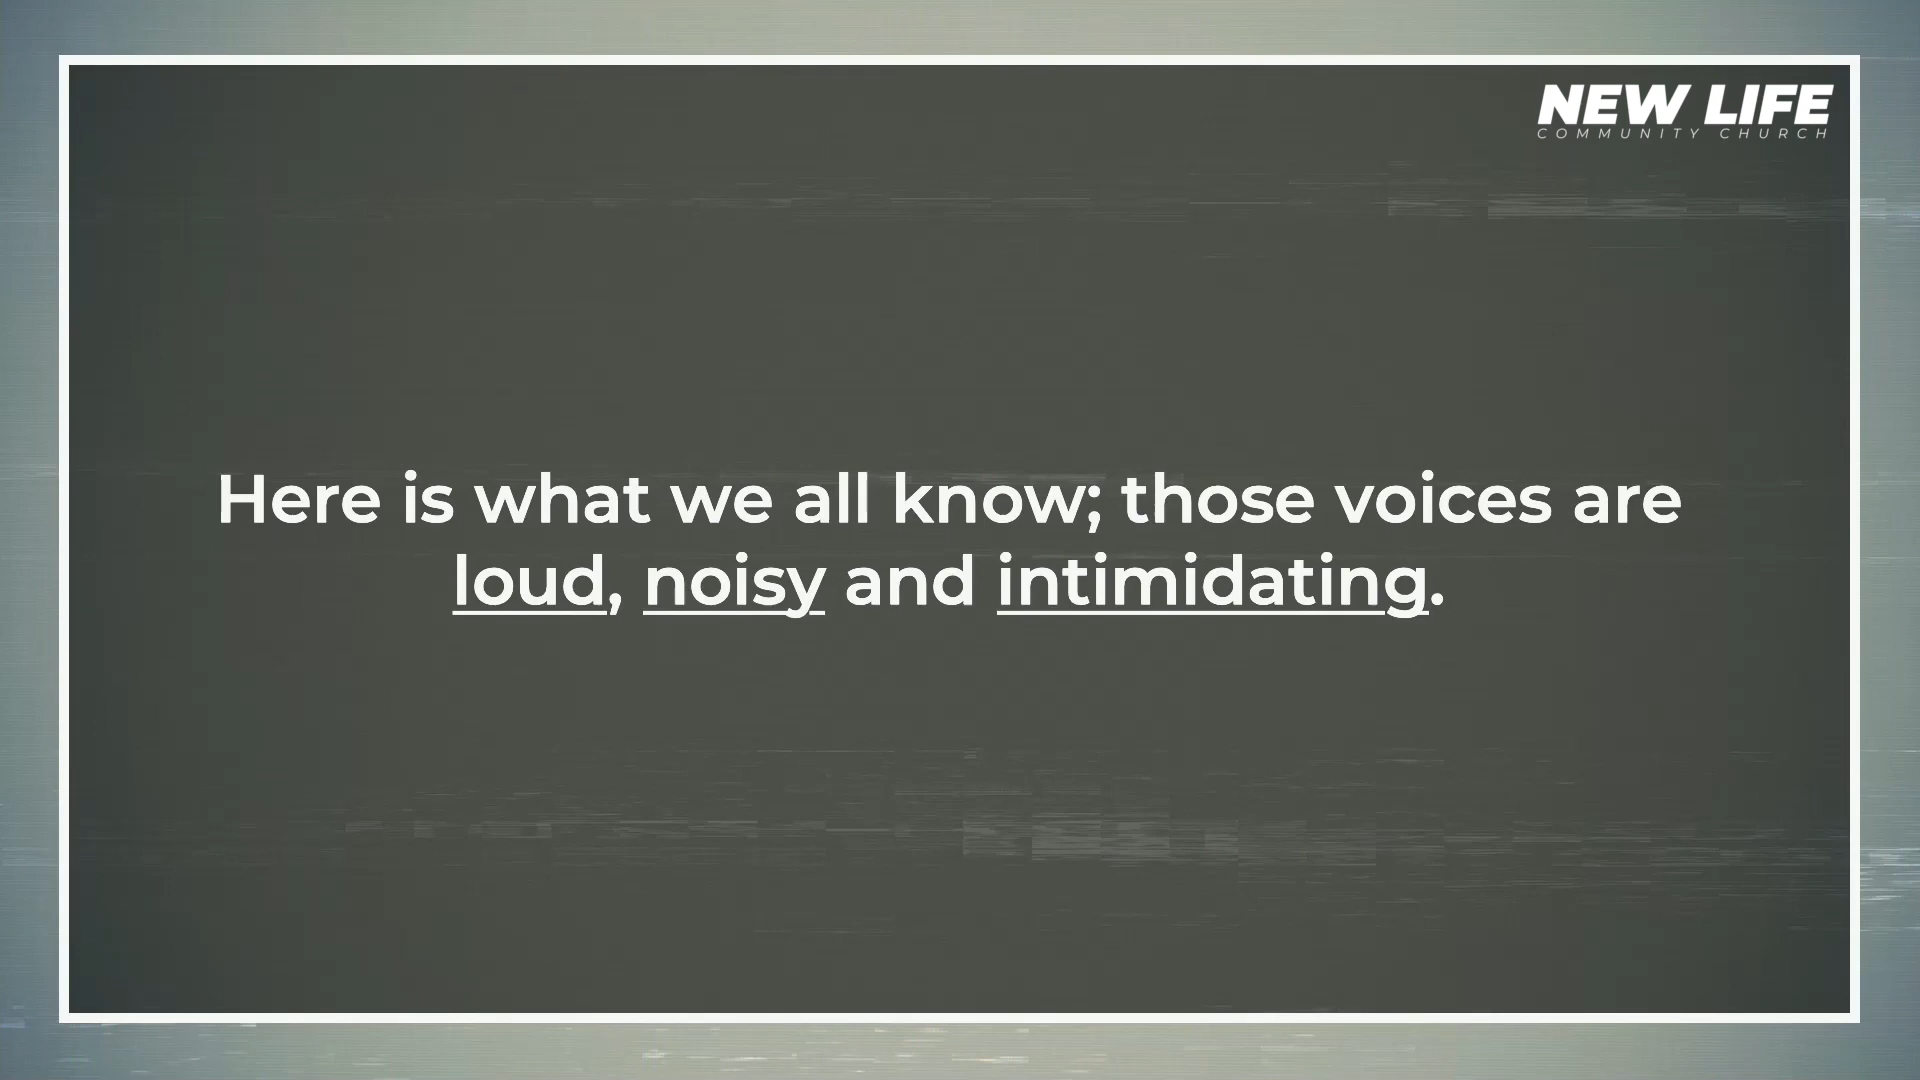 NEW LIFE
COMMUNITY CHURCH
Here is what we all know; those voices are
loud, noisy and intimidating.